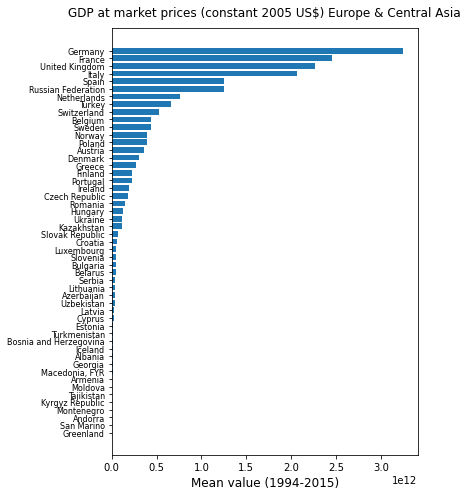 GDP at market prices (constant 2005 US$) Europe & Central Asia
Germany
France
United Kingdom
Italy
Spain
Russian Federation
Netherlands
Turkey
Switzerland
Belgium
Sweden
Norway
Poland
Austria
Denmark
Greece
Finland
Portugal
Ireland
Czech Republic
Romania
Hungary
Ukraine
Kazakhstan
Slovak Republic
Croatia
Luxembourg
Slovenia
Bulgaria
Belarus
Serbia
Lithuania
Azerbaijan
Uzbekistan
Latvia
Cyprus
Estonia
Turkmenistan
Bosnia and Herzegovina
Iceland
Albania
Georgia
Macedonia, FYR
Armenia
Moldova
Tajikistan
Kyrgyz Republic
Montenegro
Andorra
San Marino
Greenland
0.0 0.5 1.0 1.5 2.0 2.5 3.0
1e12
Mean value (1994-2015)